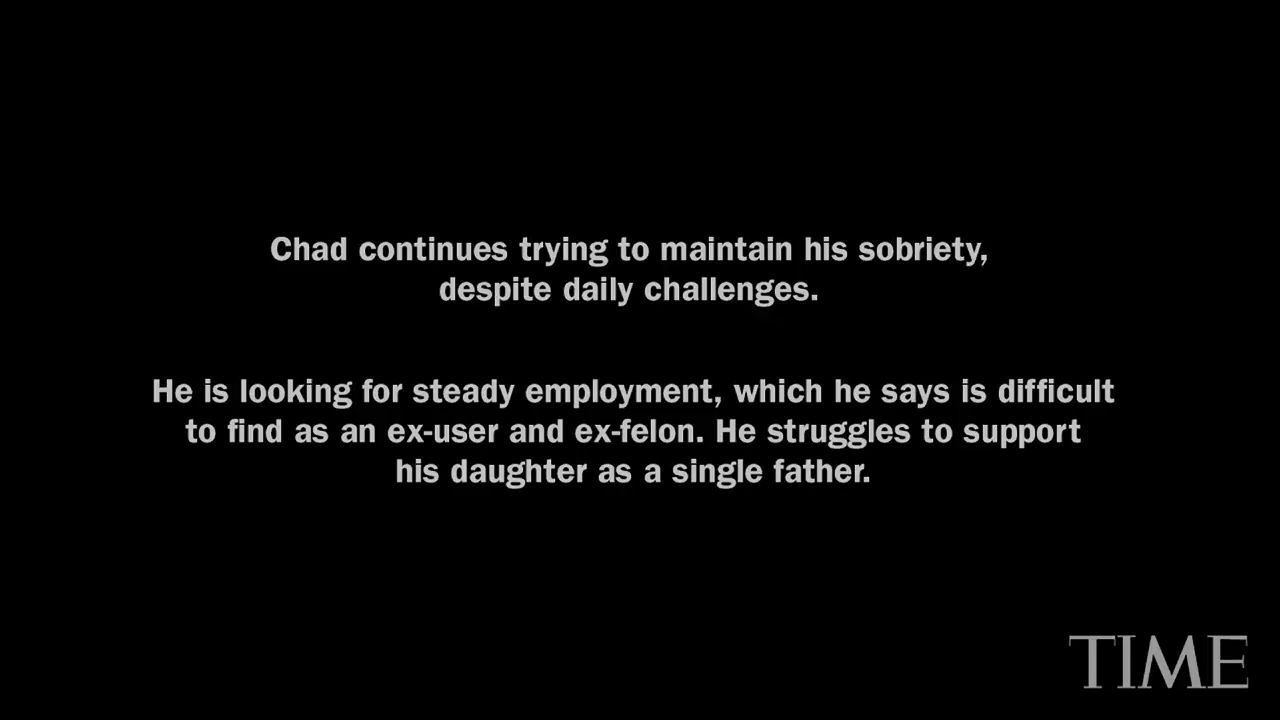 Chad continues trying to maintain his sobriety,
despite daily challenges.
He is looking for steady employment, which he says is difficult
to find as an ex-user and ex-felon. He struggles to support
his daughter as a single father.
TIME